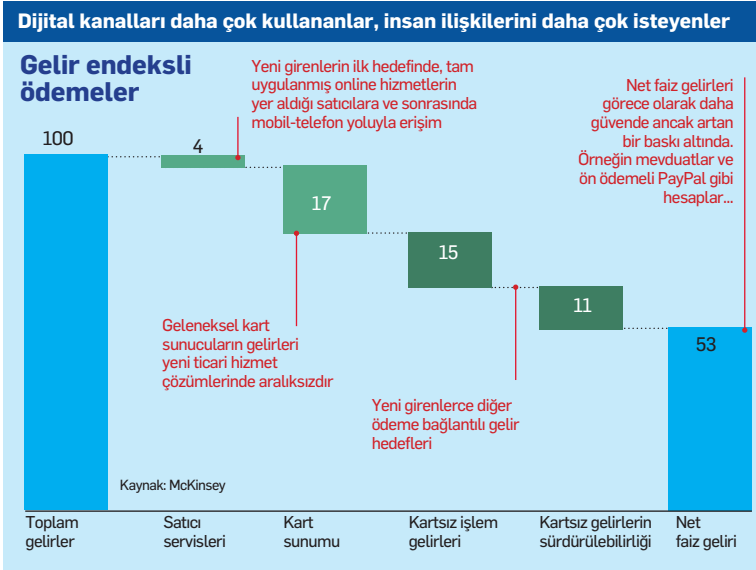 Dijital kanalları daha çok kullananlar, insan ilişkilerini daha çok isteyenler
Gelir endeksli
ödemeler
Yeni girenlerin ilk hedefinde, tam
uygulanmış online hizmetlerin
yer aldığı satıcılara ve sonrasında
mobil-telefon yoluyla erişim
Net faiz gelirleri
görece olarak daha
güvende ancak artan
bir baskı altında.
Örneğin mevduatlar ve
ön ödemeli PayPal gibi
hesaplar...
100
4
17
15
11
53
Geleneksel kart
sunucuların gelirleri
yeni ticari hizmet
çözümlerinde aralıksızdır
Yeni girenlerce diğer
ödeme bağlantılı gelir
hedefleri
Kaynak: McKinsey
Toplam
gelirler
Satıcı
servisleri
Kart
sunumu
Kartsız işlem
gelirleri
Kartsız gelirlerin
sürdürülebilirliği
Net
faiz geliri